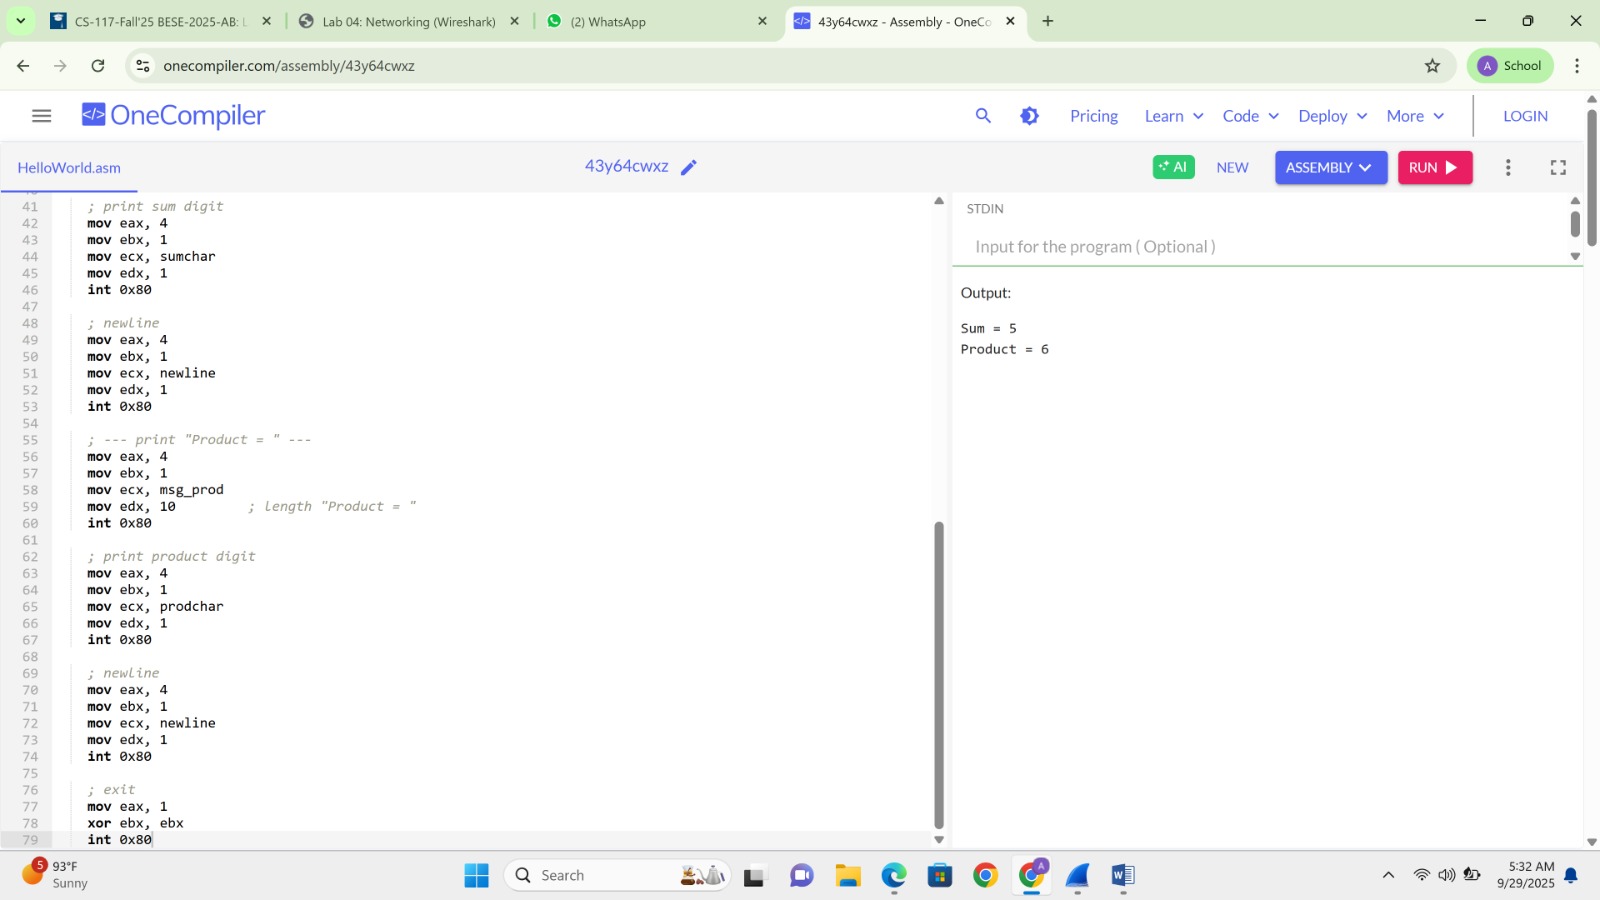 CS-117-Fall'25 BESE-2025-AB: L
Lab 04: Networking (Wireshark)
(2) WhatsApp
43y64cwxz - Assembly - OneCo
onecompiler.com/assembly/43y64cwxz
A School
OneCompiler
Pricing Learn Code Deploy More LOGIN
HelloWorld.asm
43y64cwxz
AI NEW ASSEMBLY RUN
41 ; print sum digit
42 mov eax, 4
43 mov ebx, 1
44 mov ecx, sumchar
45 mov edx, 1
46 int 0x80
47
48 ; newline
49 mov eax, 4
50 mov ebx, 1
51 mov ecx, newline
52 mov edx, 1
53 int 0x80
54
55 ; --- print "Product = " ---
56 mov eax, 4
57 mov ebx, 1
58 mov ecx, msg_prod
59 mov edx, 10 ; length "Product = "
60 int 0x80
61
62 ; print product digit
63 mov eax, 4
64 mov ebx, 1
65 mov ecx, prodchar
66 mov edx, 1
67 int 0x80
68
69 ; newline
70 mov eax, 4
71 mov ebx, 1
72 mov ecx, newline
73 mov edx, 1
74 int 0x80
75
76 ; exit
77 mov eax, 1
78 xor ebx, ebx
79 int 0x80
STDIN
Input for the program ( Optional )
Output:
Sum = 5
Product = 6
5
93°F
Sunny
Search
A
5:32 AM
9/29/2025